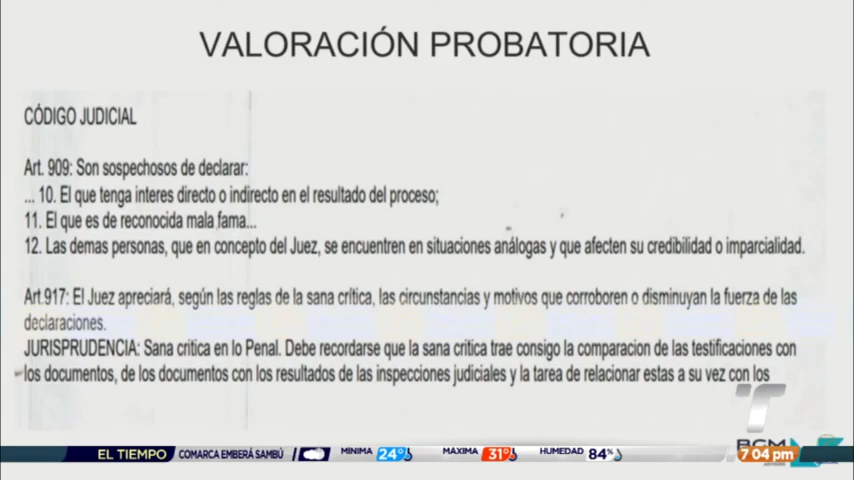 VALORACIÓN PROBATORIA
CÓDIGO JUDICIAL
Art. 909: Son sospechosos de declarar:
... 10. El que tenga interes directo o indirecto en el resultado del proceso;
11. El que es de reconocida mala fama...
12. Las demas personas, que en concepto del Juez, se encuentren en situaciones análogas y que afecten su credibilidad o imparcialidad.
Art.917: El Juez apreciará, según las reglas de la sana crítica, las circunstancias y motivos que corroboren o disminuyan la fuerza de las
declaraciones.
JURISPRUDENCIA: Sana critica en lo Penal. Debe recordarse que la sana critica trae consigo la comparacion de las testificaciones con
los documentos, de los documentos con los resultados de las inspecciones judiciales y la tarea de relacionar estas a su vez con los
EL TIEMPO COMARCA EMBERÁ SAMBÚ MÍNIMA 24° MÁXIMA 31° HUMEDAD 84% 7:04 pm